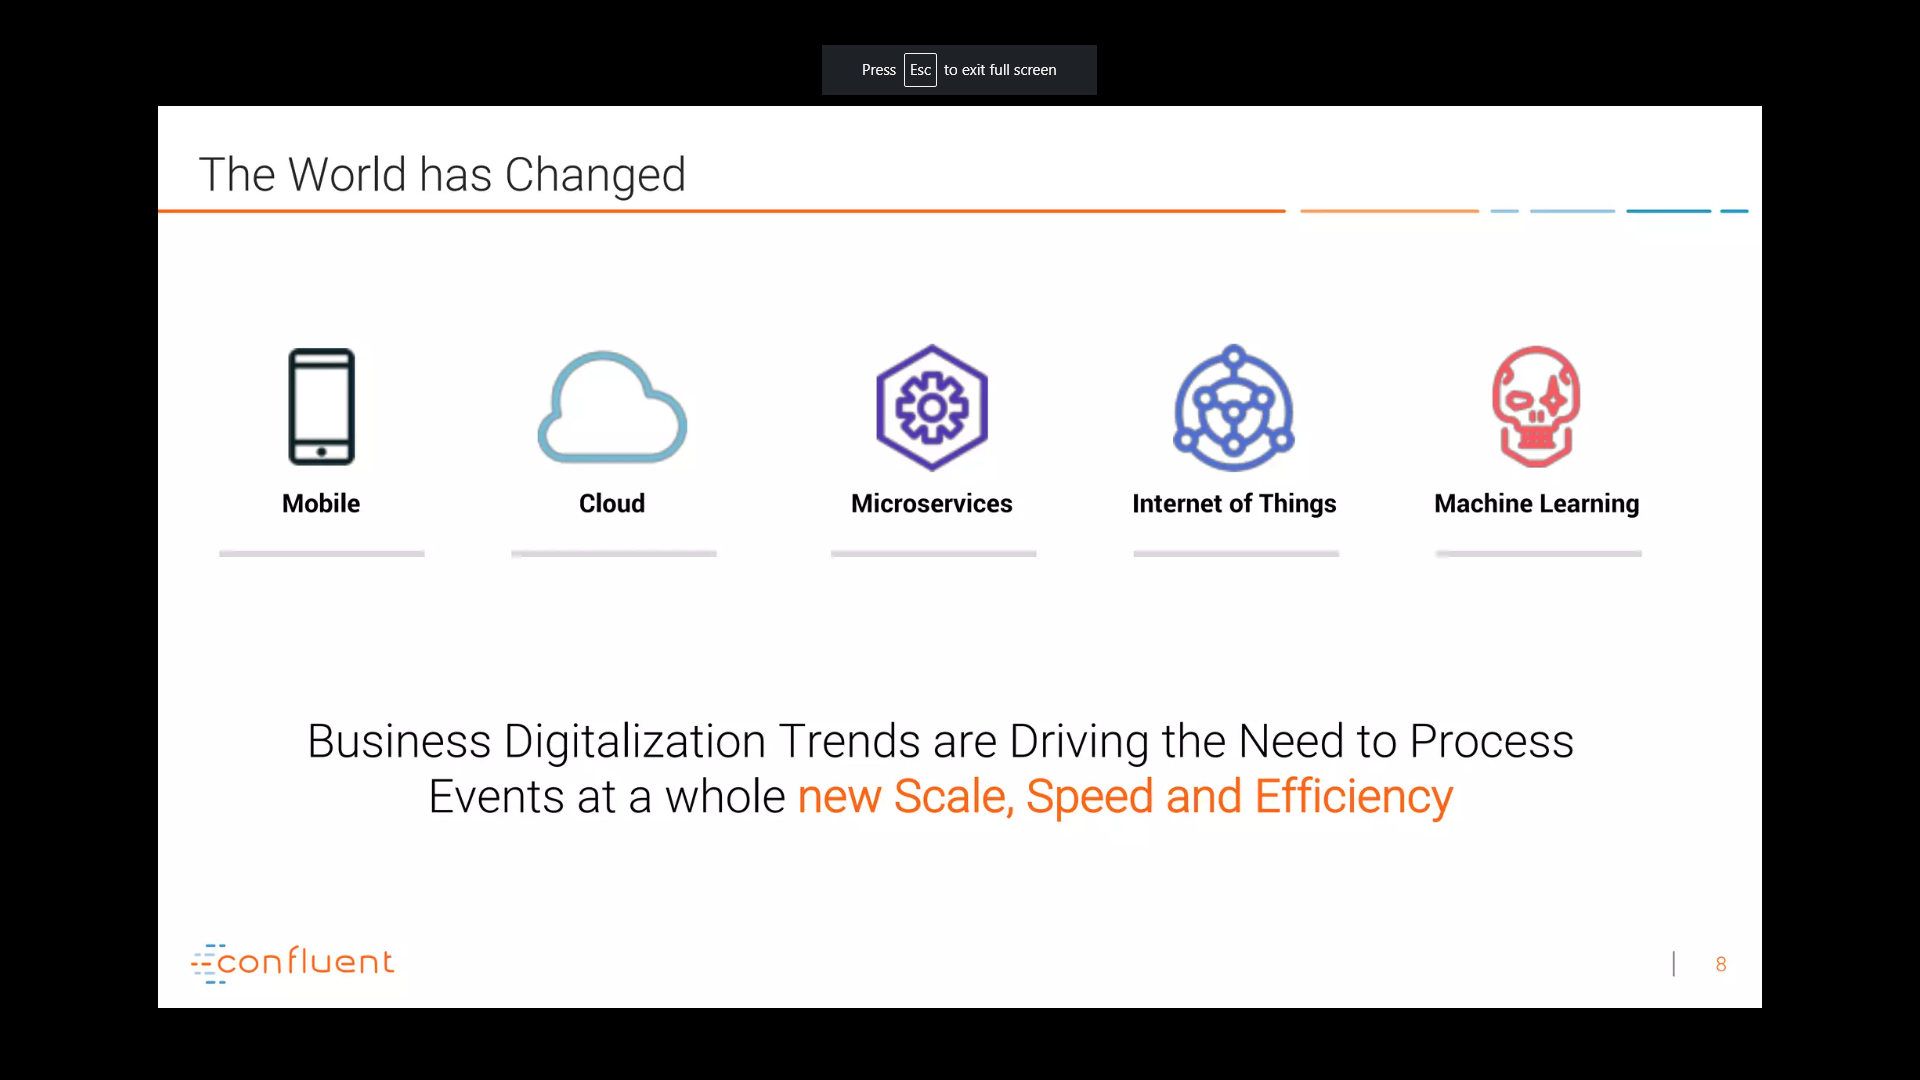 Press Esc to exit full screen
The World has Changed
Mobile
Cloud
Microservices
Internet of Things
Machine Learning
Business Digitalization Trends are Driving the Need to Process
Events at a whole new Scale, Speed and Efficiency
confluent
8